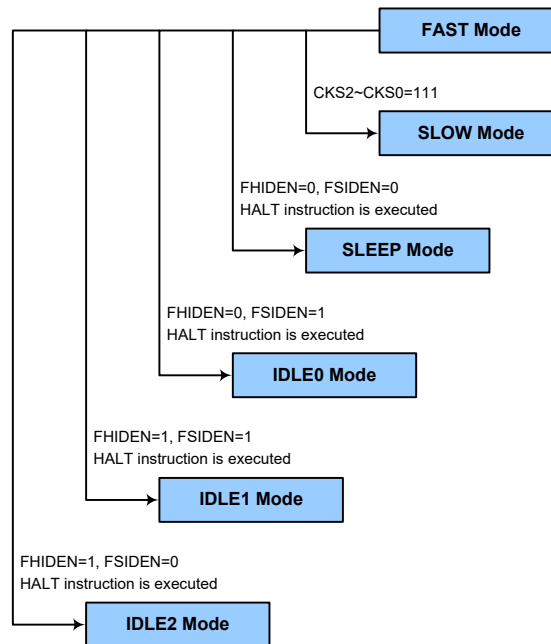 FAST Mode
CKS2~CKS0=111
SLOW Mode
FHIDEN=0, FSIDEN=0
HALT instruction is executed
SLEEP Mode
FHIDEN=0, FSIDEN=1
HALT instruction is executed
IDLE0 Mode
FHIDEN=1, FSIDEN=1
HALT instruction is executed
IDLE1 Mode
FHIDEN=1, FSIDEN=0
HALT instruction is executed
IDLE2 Mode